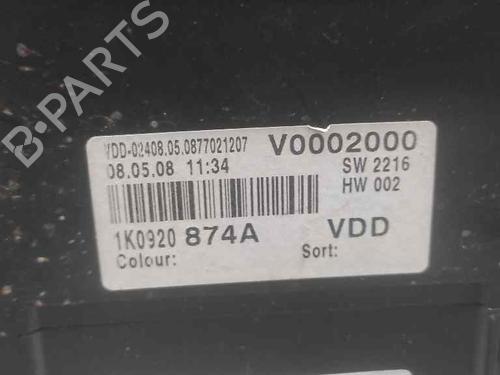 B-PARTS
VDD-02408.05.0877021207 V0002000
08.05.08 11:34 SW 2216
HW 002
1K0920 874A VDD
Colour: Sort: